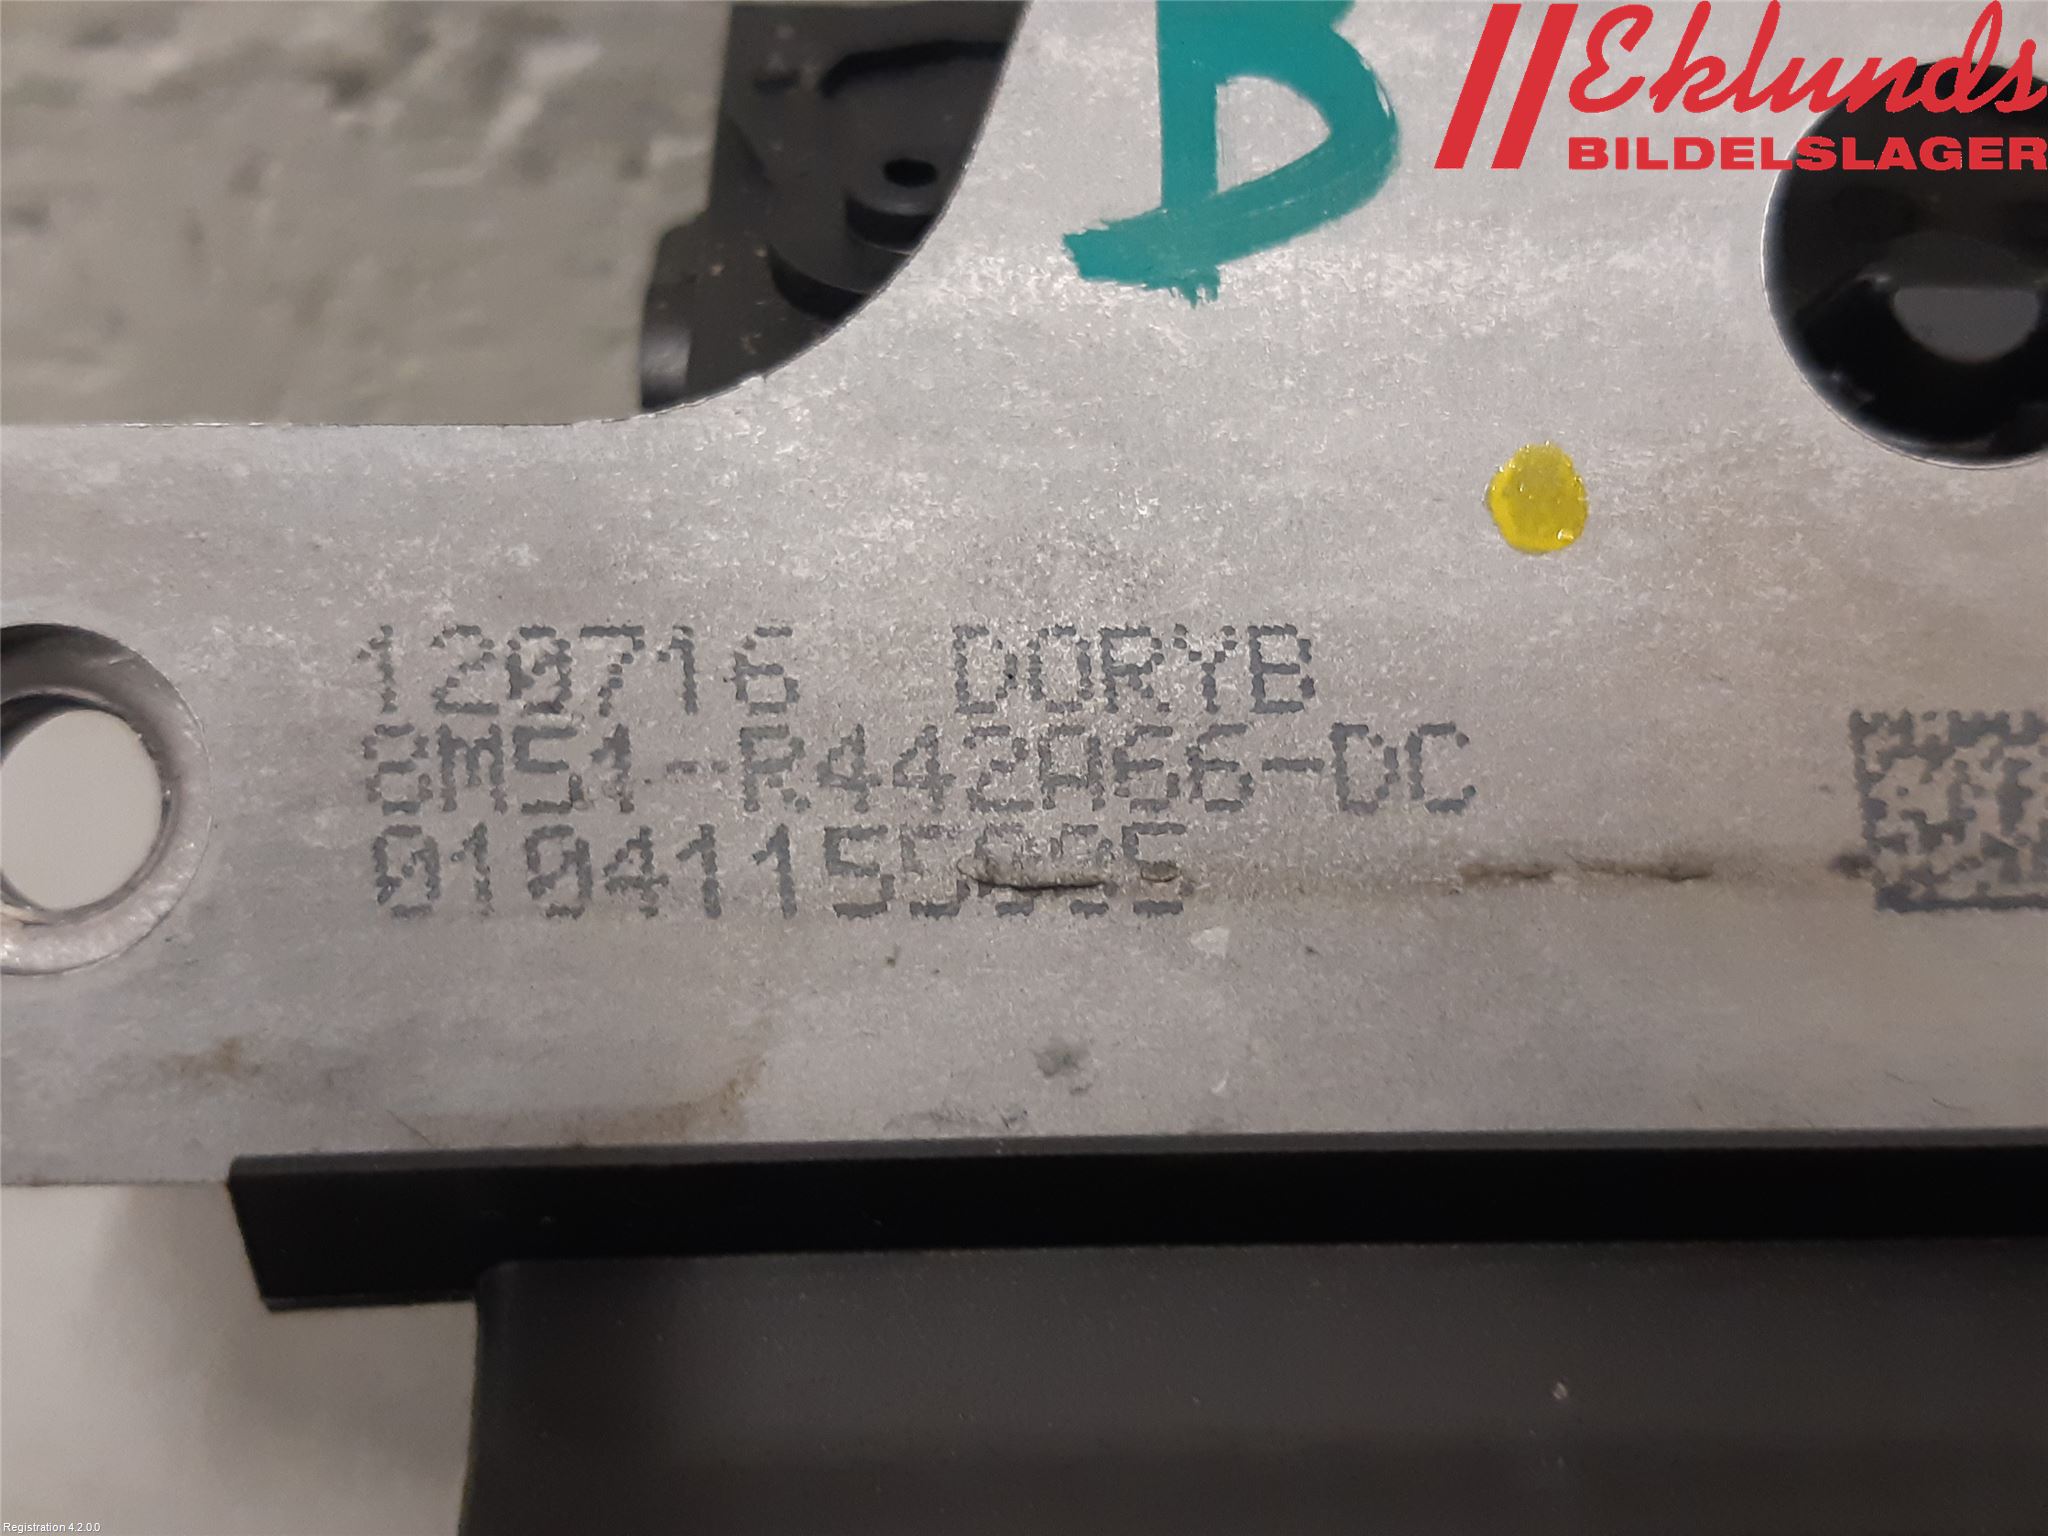 B
Eklunds
BILDELSLAGER
120716 DORYB
8M51-R442A66-DC
Registration 4.2.0.0